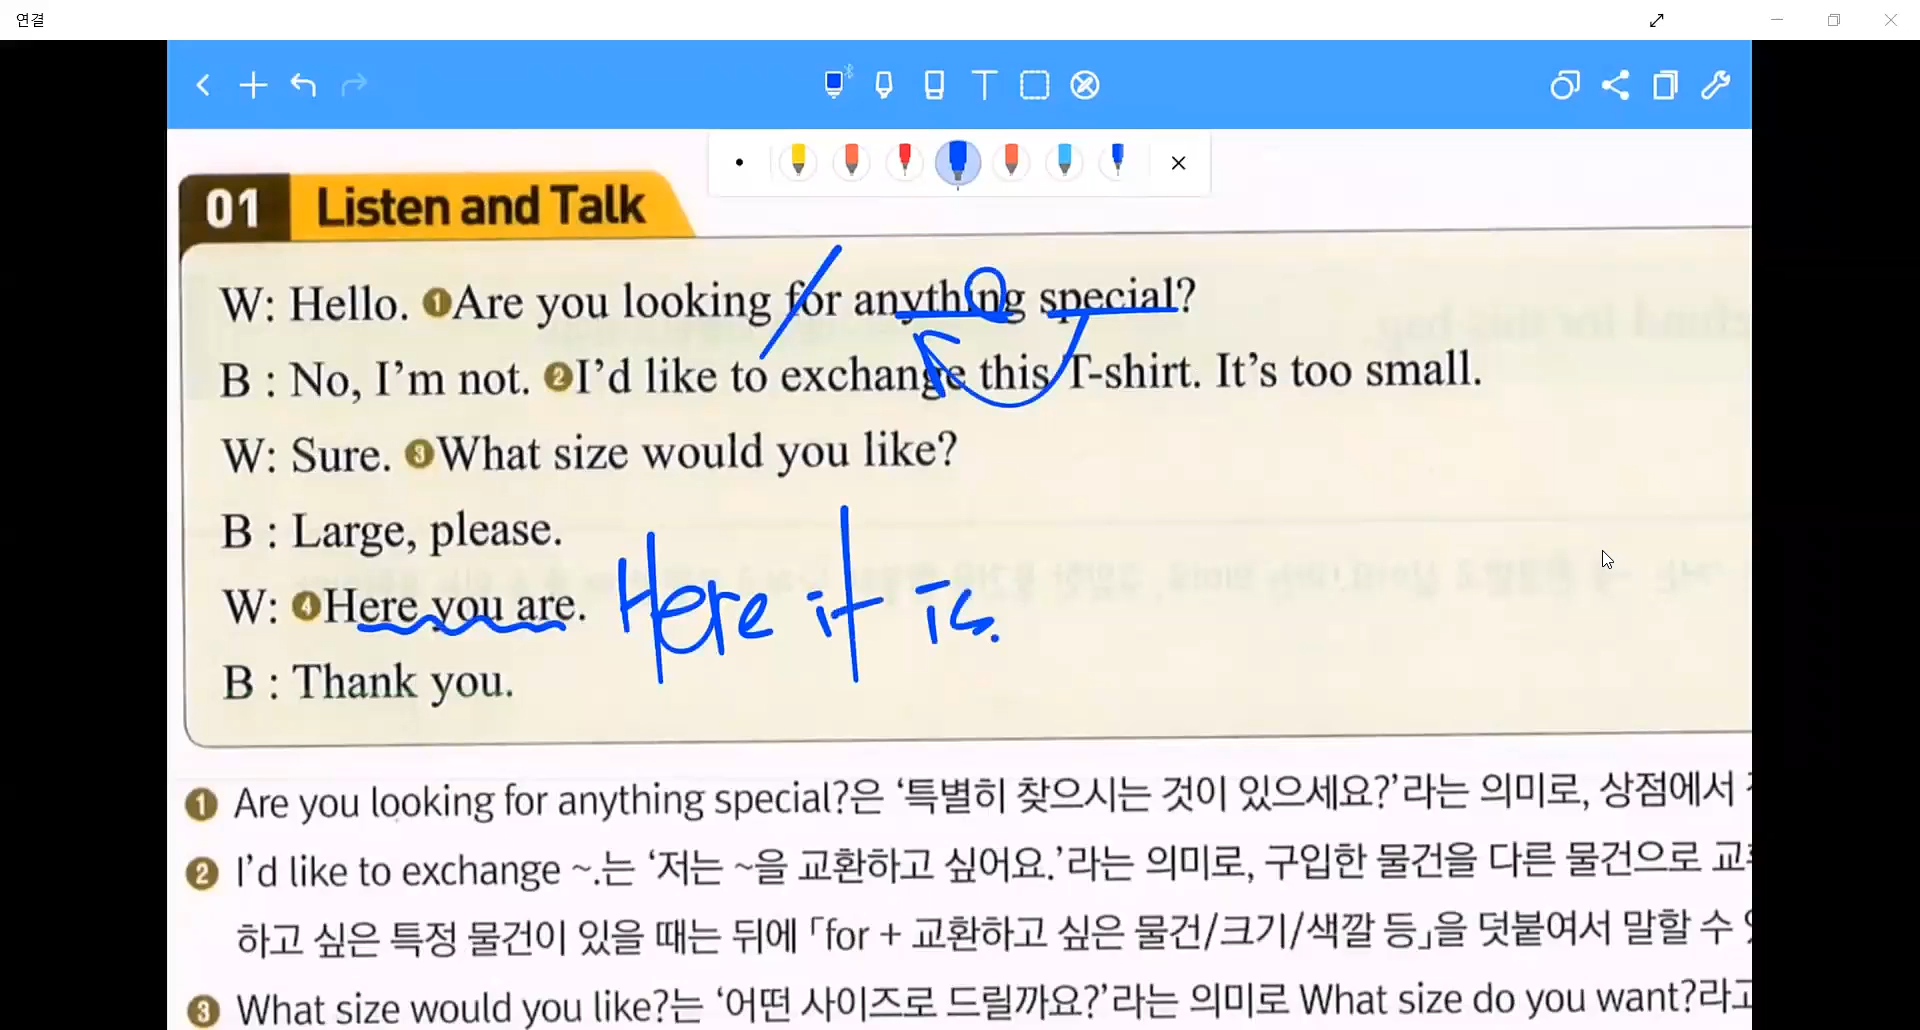 연결
01 Listen and Talk
W: Hello. ❶Are you looking for anything special?
B : No, I'm not. ❷I'd like to exchange this T-shirt. It's too small.
W: Sure. ❸What size would you like?
B : Large, please.
W: ❹Here you are. Here it is.
B : Thank you.
❶ Are you looking for anything special?은 ‘특별히 찾으시는 것이 있으세요?’라는 의미로, 상점에서
❷ I'd like to exchange ~.는 ‘저는 ~을 교환하고 싶어요.’라는 의미로, 구입한 물건을 다른 물건으로
하고 싶은 특정 물건이 있을 때는 뒤에 「for + 교환하고 싶은 물건/크기/색깔 등」을 덧붙여서 말할 수
❸ What size would you like?는 ‘어떤 사이즈로 드릴까요?’라는 의미로 What size do you want?라고